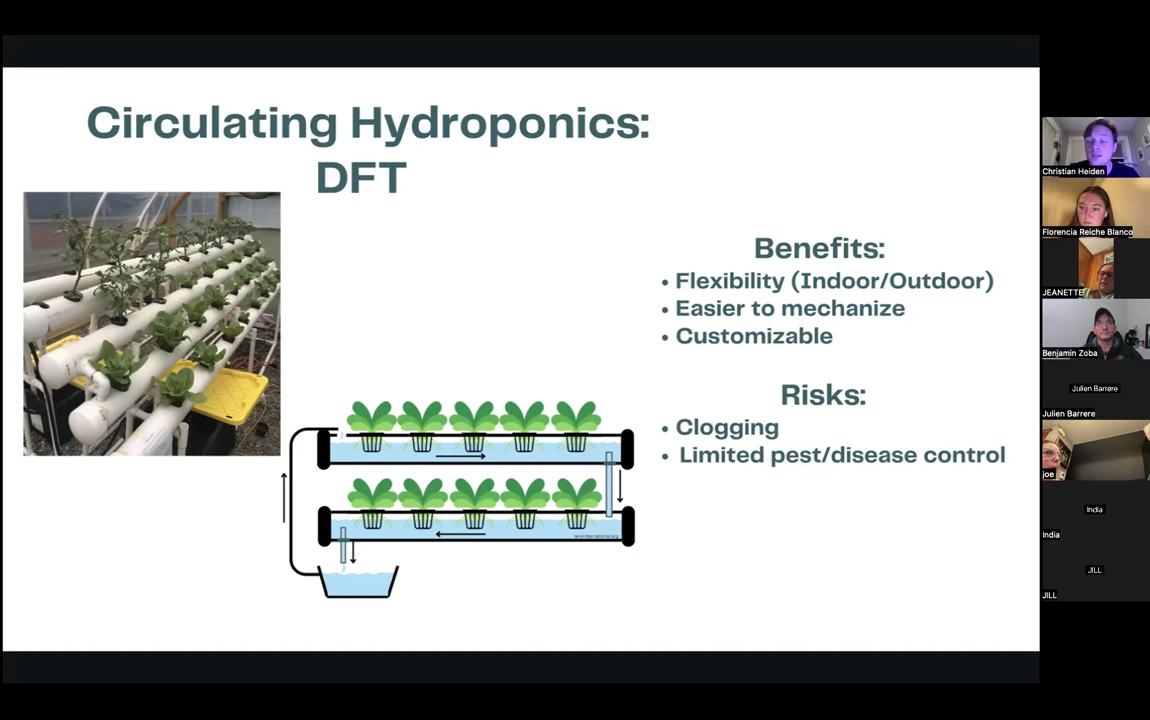 Circulating Hydroponics:
DFT
Benefits:
• Flexibility (Indoor/Outdoor)
• Easier to mechanize
• Customizable
Risks:
• Clogging
• Limited pest/disease control
Christian Heiden
Florencia Reiche Blanco
JEANETTE
Benjamin Zoba
Julien Barrere
Julien Barrere
joe
India
India
JILL
JILL